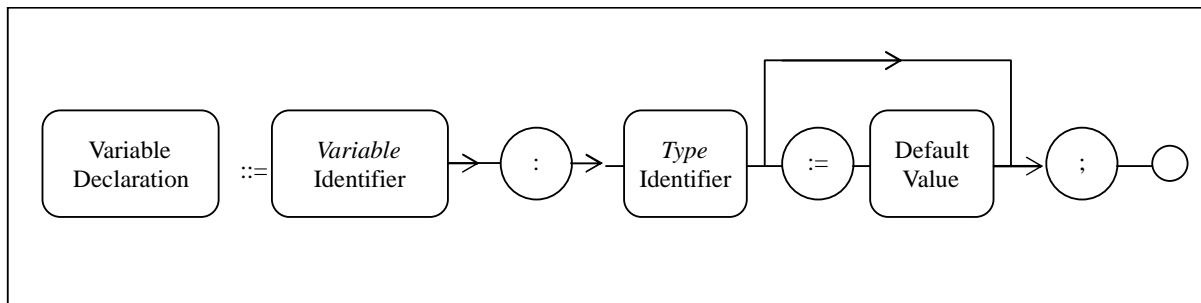 Variable
Declaration
::=
Variable
Identifier
:
Type
Identifier
:=
Default
Value
;